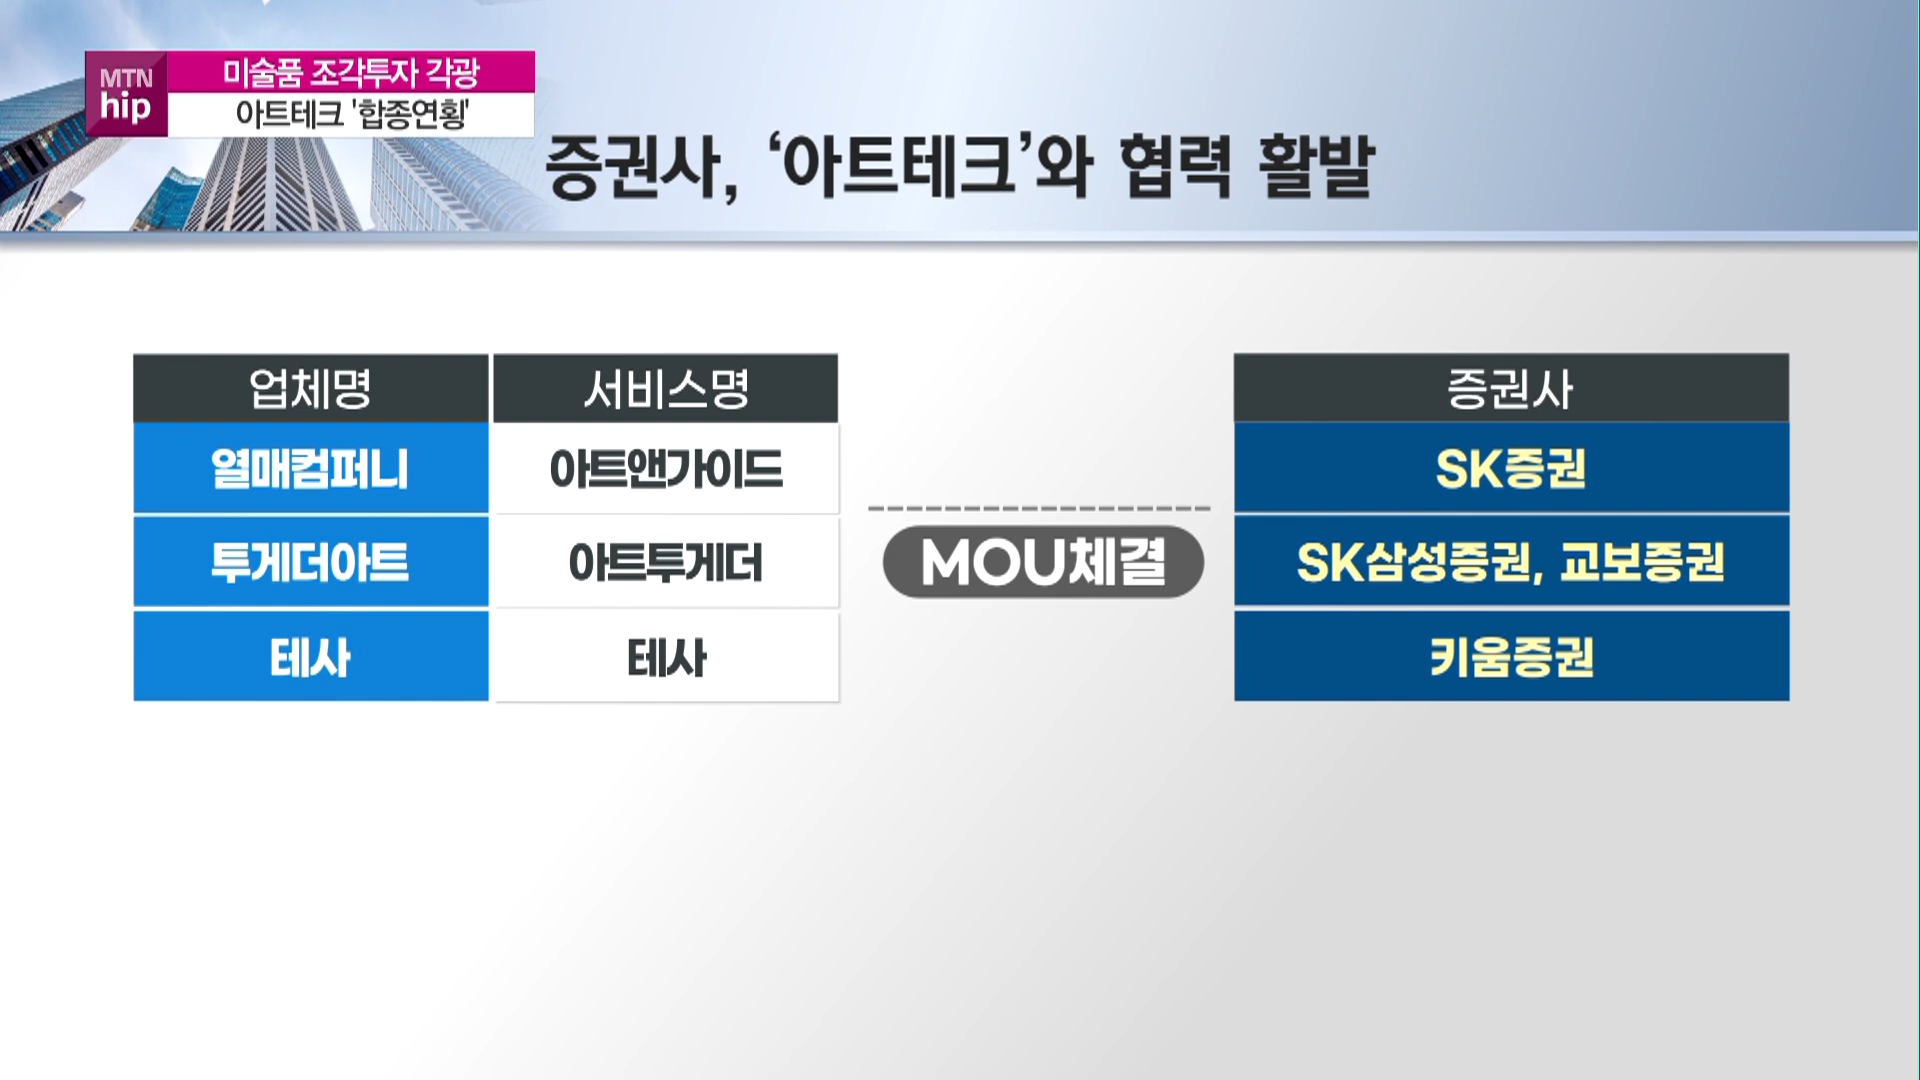 MTN
hip
미술품 조각투자 각광
아트테크 '합종연횡'
증권사, ‘아트테크’와 협력 활발
업체명 서비스명 증권사
열매컴퍼니 아트앤가이드 SK증권
투게더아트 아트투게더 MOU체결 SK삼성증권, 교보증권
테사 테사 키움증권